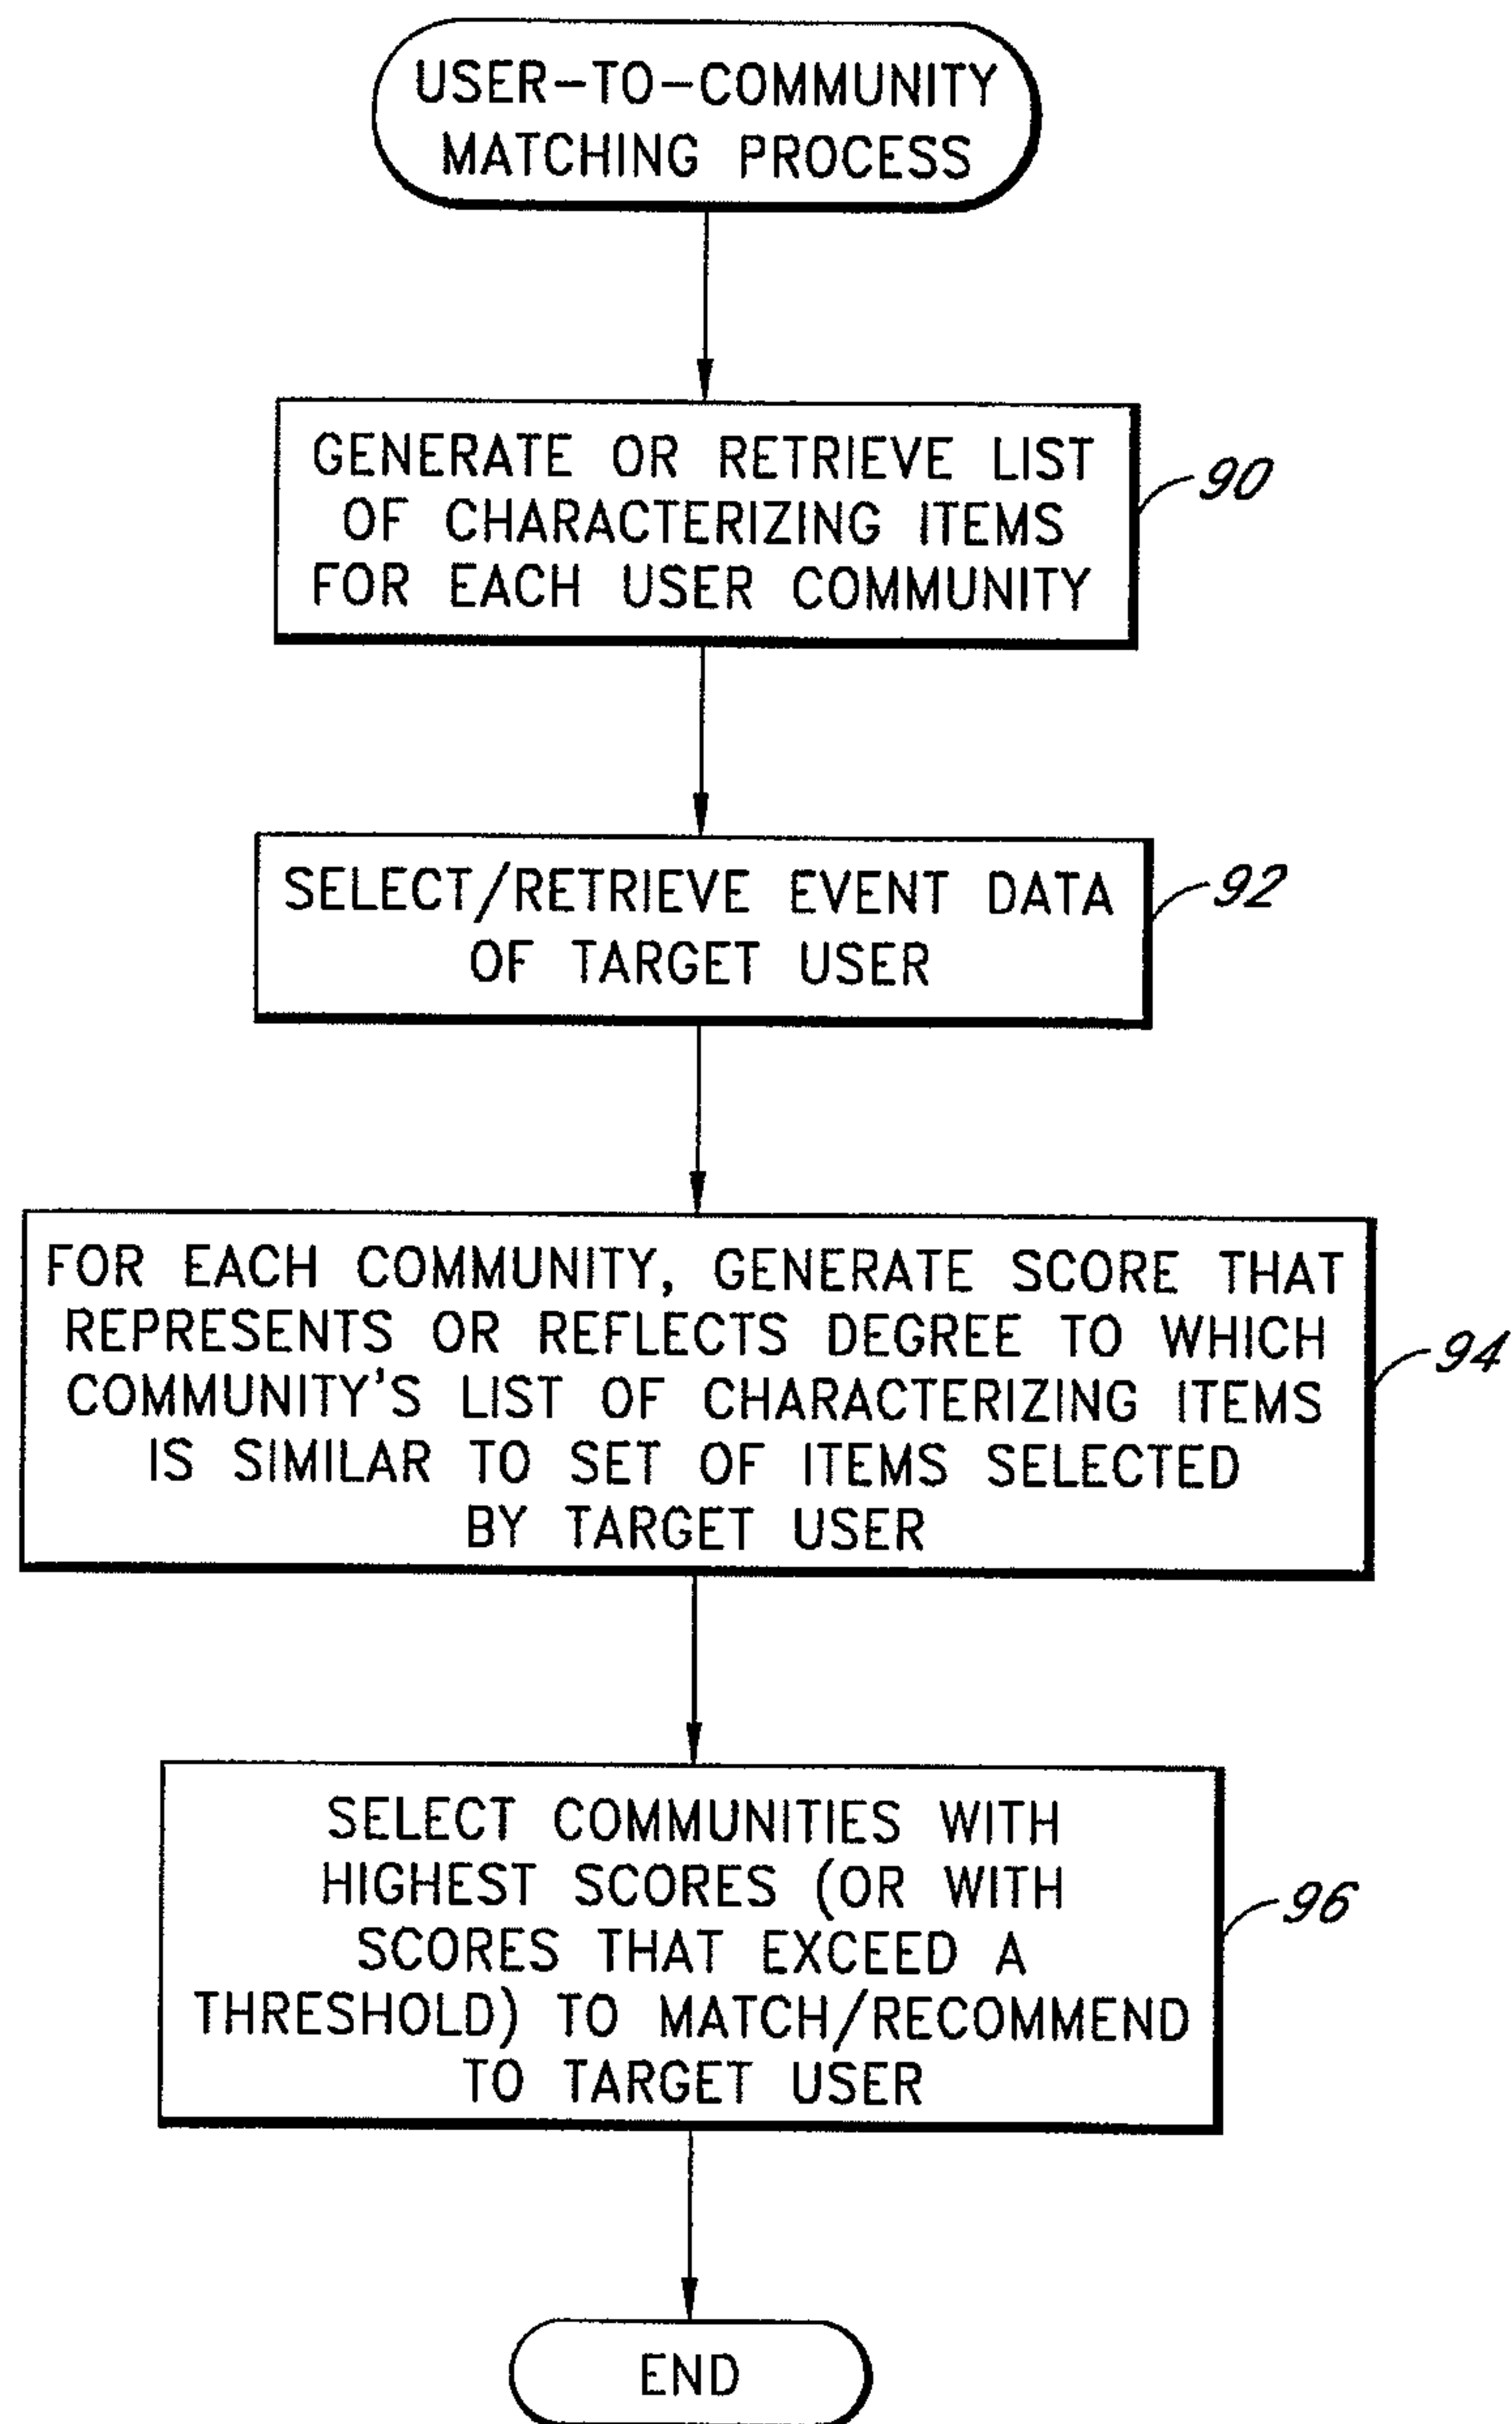 USER-TO-COMMUNITY
MATCHING PROCESS
GENERATE OR RETRIEVE LIST
OF CHARACTERIZING ITEMS
FOR EACH USER COMMUNITY
90
SELECT/RETRIEVE EVENT DATA
OF TARGET USER
92
FOR EACH COMMUNITY, GENERATE SCORE THAT
REPRESENTS OR REFLECTS DEGREE TO WHICH
COMMUNITY'S LIST OF CHARACTERIZING ITEMS
IS SIMILAR TO SET OF ITEMS SELECTED
BY TARGET USER
94
SELECT COMMUNITIES WITH
HIGHEST SCORES (OR WITH
SCORES THAT EXCEED A
THRESHOLD) TO MATCH/RECOMMEND
TO TARGET USER
96
END